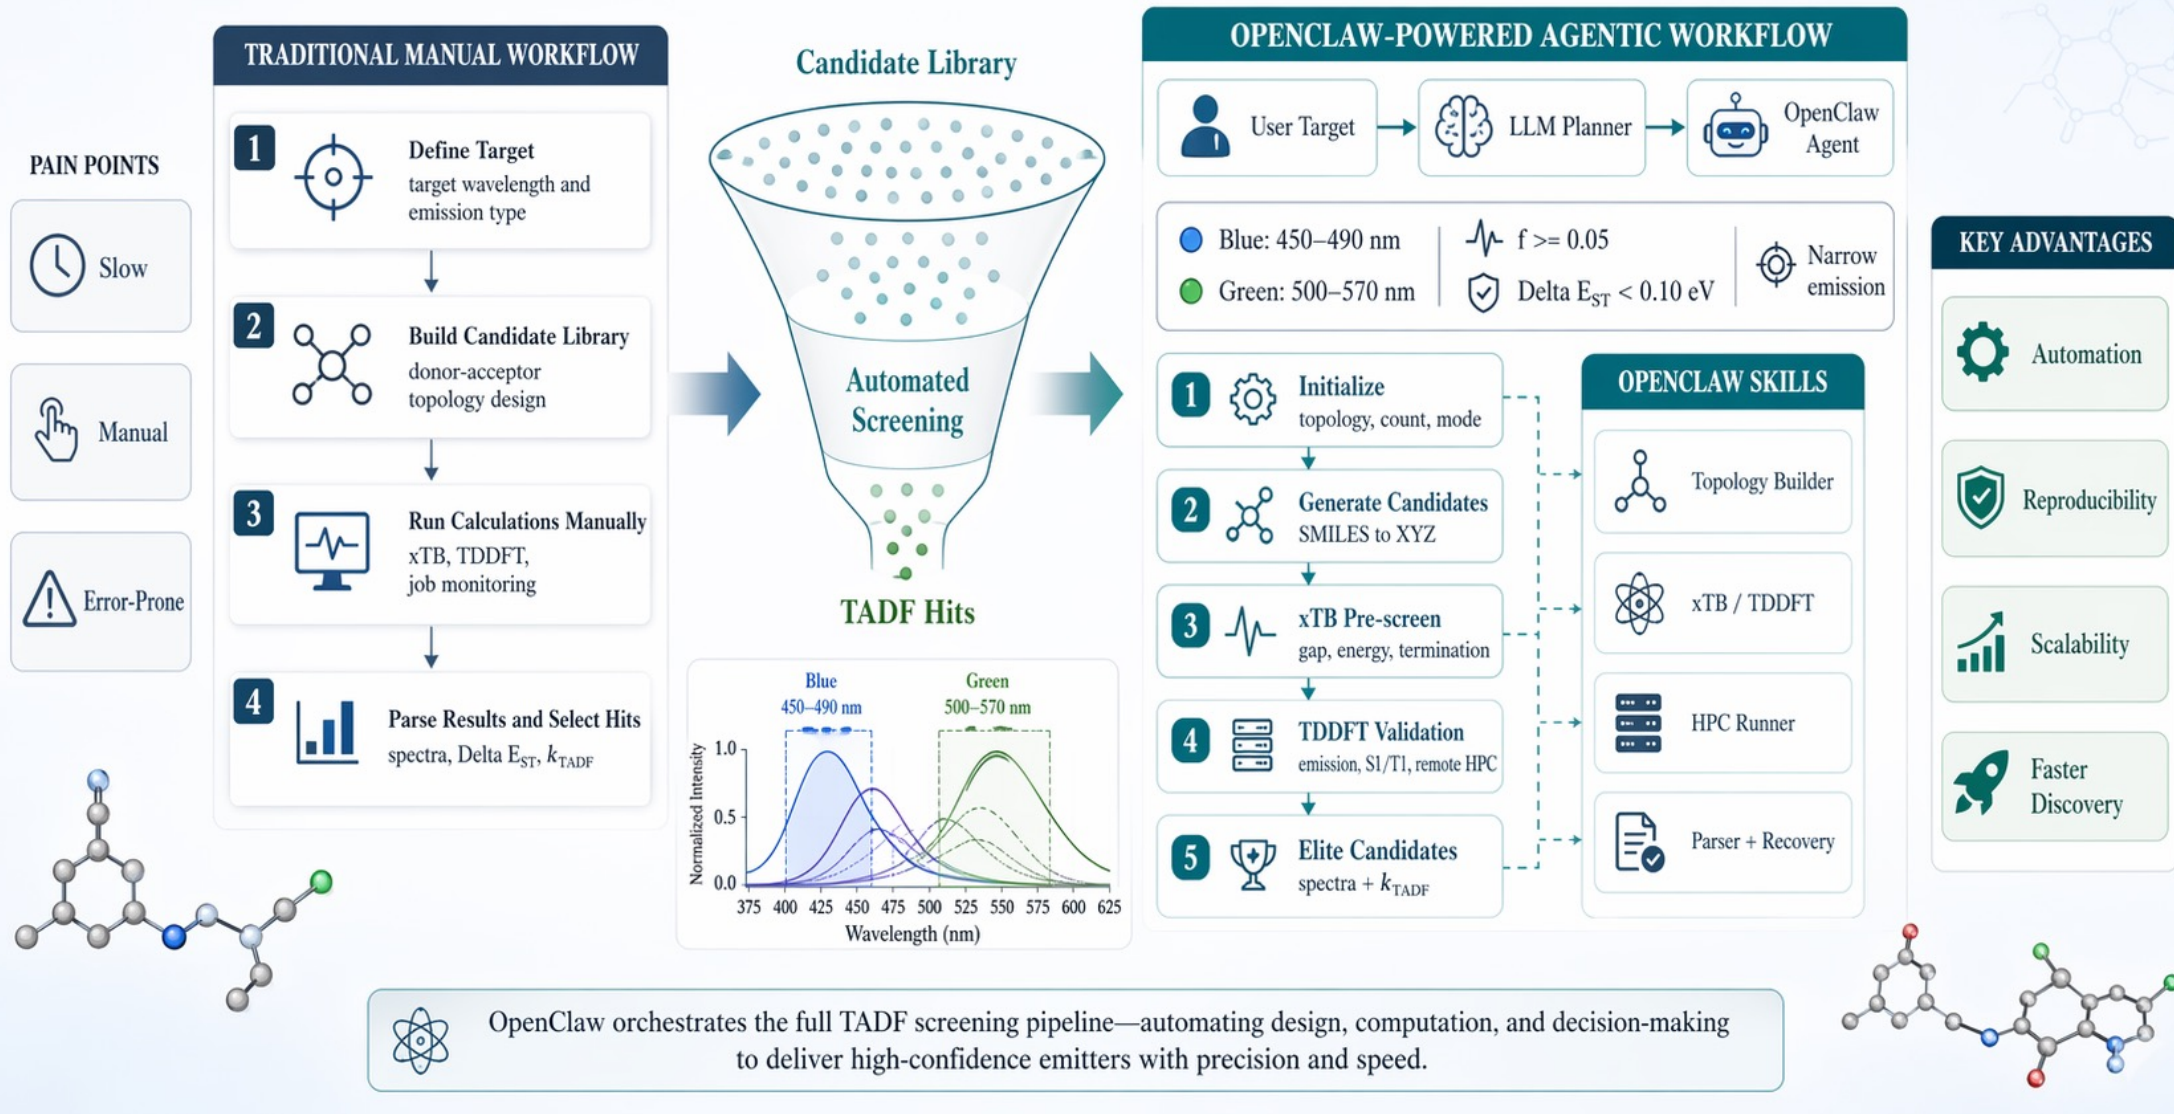 PAIN POINTS
Slow
Manual
Error-Prone
TRADITIONAL MANUAL WORKFLOW
1
Define Target
target wavelength and
emission type
2
Build Candidate Library
donor-acceptor
topology design
3
Run Calculations Manually
xTB, TDDFT,
job monitoring
4
Parse Results and Select Hits
spectra, Delta E_ST, k_TADF
Candidate Library
Automated
Screening
TADF Hits
Blue
450–490 nm
Green
500–570 nm
Normalized Intensity
1.0
0.5
0.0
375 400 425 450 475 500 525 550 575 600 625
Wavelength (nm)
OPENCLAW-POWERED AGENTIC WORKFLOW
User Target
LLM Planner
OpenClaw
Agent
Blue: 450–490 nm
Green: 500–570 nm
f >= 0.05
Delta E_ST < 0.10 eV
Narrow
emission
1
Initialize
topology, count, mode
2
Generate Candidates
SMILES to XYZ
3
xTB Pre-screen
gap, energy, termination
4
TDDFT Validation
emission, S1/T1, remote HPC
5
Elite Candidates
spectra + k_TADF
OPENCLAW SKILLS
Topology Builder
xTB / TDDFT
HPC Runner
Parser + Recovery
KEY ADVANTAGES
Automation
Reproducibility
Scalability
Faster
Discovery
OpenClaw orchestrates the full TADF screening pipeline—automating design, computation, and decision-making
to deliver high-confidence emitters with precision and speed.